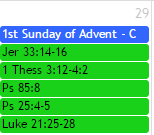 29
1st Sunday of Advent - C
Jer 33:14-16
1 Thess 3:12-4:2
Ps 85:8
Ps 25:4-5
Luke 21:25-28